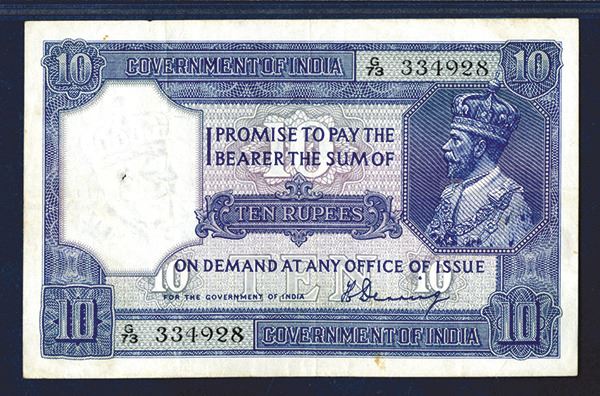 10 GOVERNMENT OF INDIA G/73 334928 10
I PROMISE TO PAY THE
BEARER THE SUM OF
10
TEN RUPEES
ON DEMAND AT ANY OFFICE OF ISSUE
10 TEN 10
FOR THE GOVERNMENT OF INDIA
10 G/73 334928 GOVERNMENT OF INDIA 10